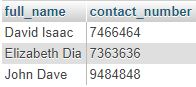 full_name contact_number
David Isaac 7466464
Elizabeth Dia 7363636
John Dave 9484848